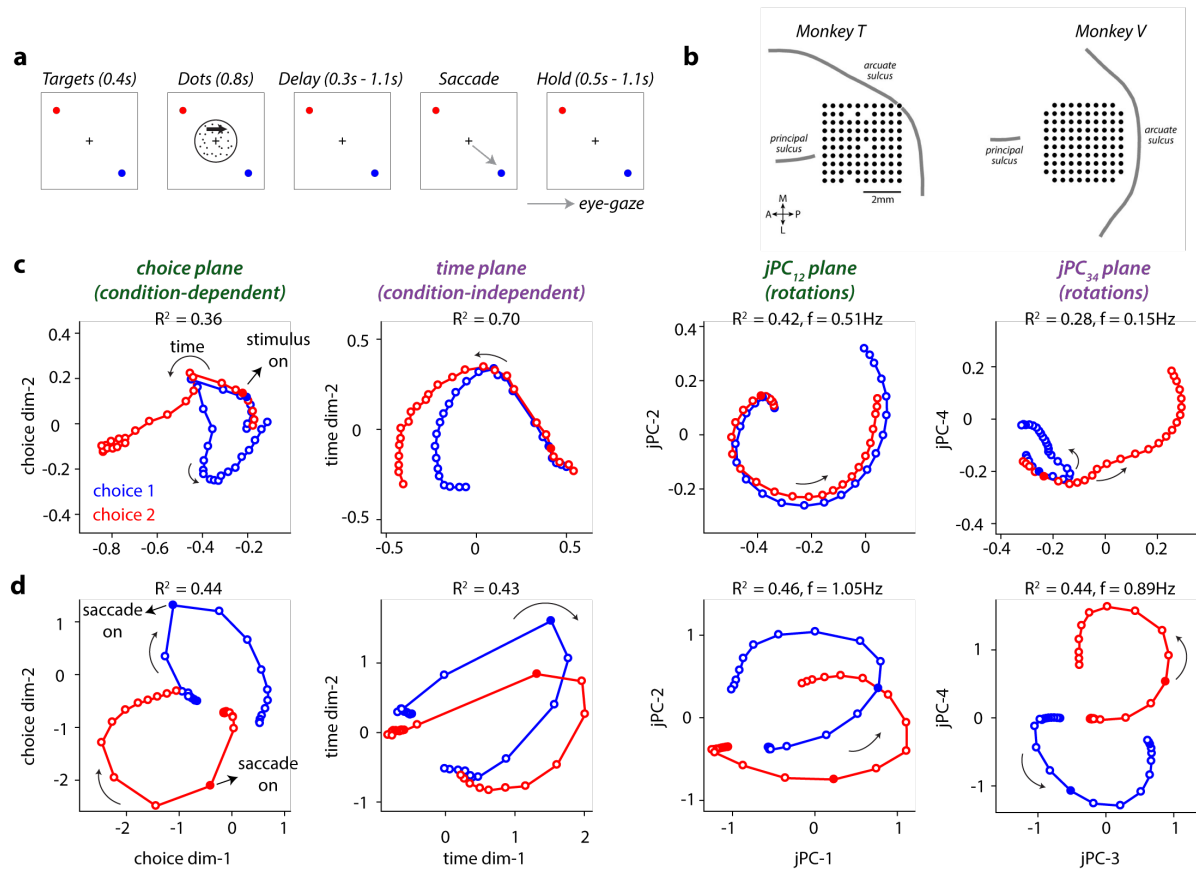 a
Targets (0.4s)
Dots (0.8s)
Delay (0.3s - 1.1s)
Saccade
Hold (0.5s - 1.1s)
eye-gaze
b
Monkey T
Monkey V
arcuate
sulcus
principal
sulcus
2mm
M
A P
L
principal
sulcus
arcuate
sulcus
c
choice plane
(condition-dependent)
time plane
(condition-independent)
jPC12 plane
(rotations)
jPC34 plane
(rotations)
R² = 0.36
time
stimulus
on
choice dim-2
0.4
0.2
0
-0.2
-0.4
choice 1
choice 2
-0.8
-0.6
-0.4
-0.2
R² = 0.70
time dim-2
0.5
0
-0.5
-0.5
0
0.5
R² = 0.42, f = 0.51Hz
jPC-2
0.4
0.2
0
-0.2
-0.4
-0.2
0
R² = 0.28, f = 0.15Hz
jPC-4
0.2
0
-0.2
-0.4
-0.4
-0.2
0
0.2
d
R² = 0.44
saccade
on
choice dim-2
1
0
-1
-2
saccade
on
-2
-1
0
1
choice dim-1
R² = 0.43
time dim-2
1
0
-1
0
1
2
time dim-1
R² = 0.46, f = 1.05Hz
jPC-2
1
0
-1
-1
0
1
jPC-1
R² = 0.44, f = 0.89Hz
jPC-4
1
0
-1
-1
0
1
jPC-3